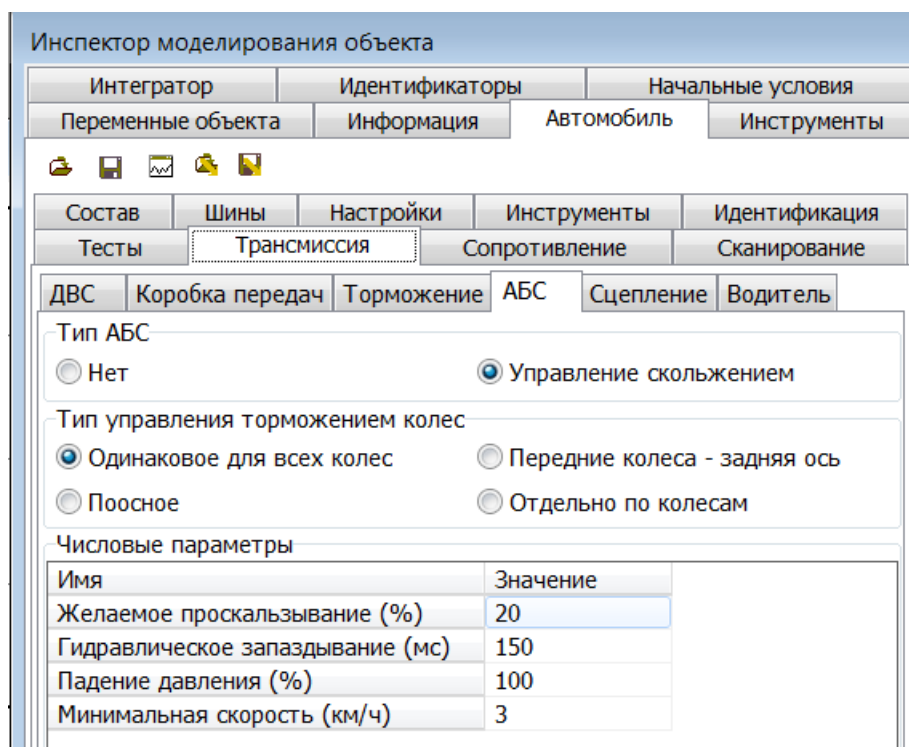 Инспектор моделирования объекта
Интегратор Идентификаторы Начальные условия
Переменные объекта Информация Автомобиль Инструменты
Состав Шины Настройки Инструменты Идентификация
Тесты Трансмиссия Сопротивление Сканирование
ДВС Коробка передач Торможение АБС Сцепление Водитель
Тип АБС
Нет Управление скольжением
Тип управления торможением колес
Одинаковое для всех колес Передние колеса - задняя ось
Поосное Отдельно по колесам
Числовые параметры
Имя Значение
Желаемое проскальзывание (%) 20
Гидравлическое запаздывание (мс) 150
Падение давления (%) 100
Минимальная скорость (км/ч) 3